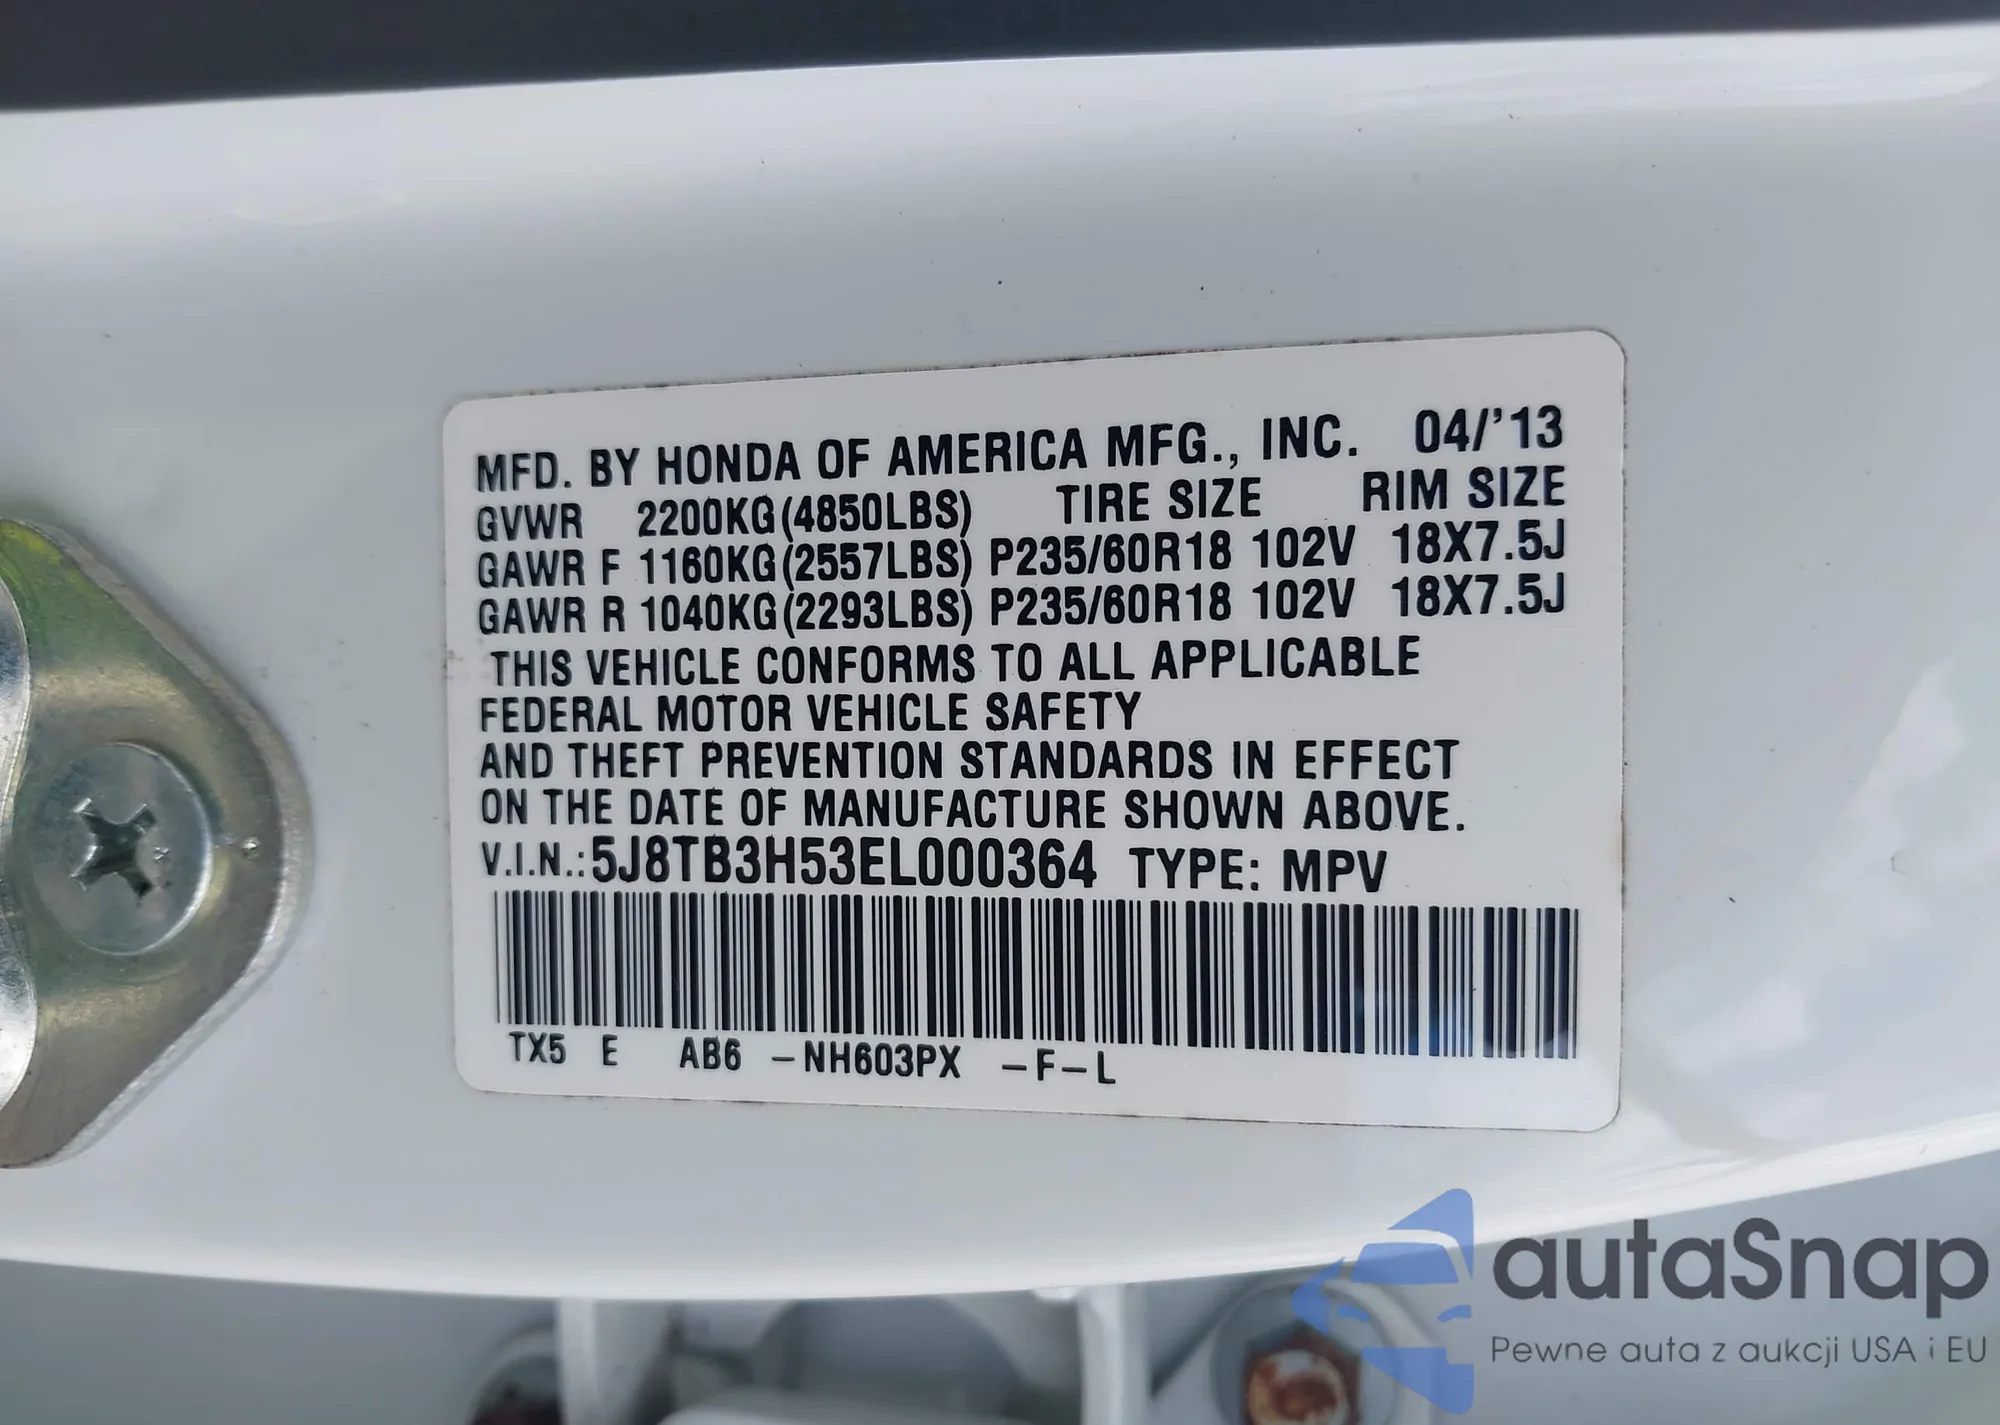 MFD. BY HONDA OF AMERICA MFG., INC. 04/'13
GVWR 2200KG(4850LBS) TIRE SIZE RIM SIZE
GAWR F 1160KG(2557LBS) P235/60R18 102V 18X7.5J
GAWR R 1040KG(2293LBS) P235/60R18 102V 18X7.5J
THIS VEHICLE CONFORMS TO ALL APPLICABLE
FEDERAL MOTOR VEHICLE SAFETY
AND THEFT PREVENTION STANDARDS IN EFFECT
ON THE DATE OF MANUFACTURE SHOWN ABOVE.
V.I.N.:5J8TB3H53EL000364 TYPE: MPV
TX5 E AB6 -NH603PX -F-L
autaSnap
Pewne auta z aukcji USA i EU